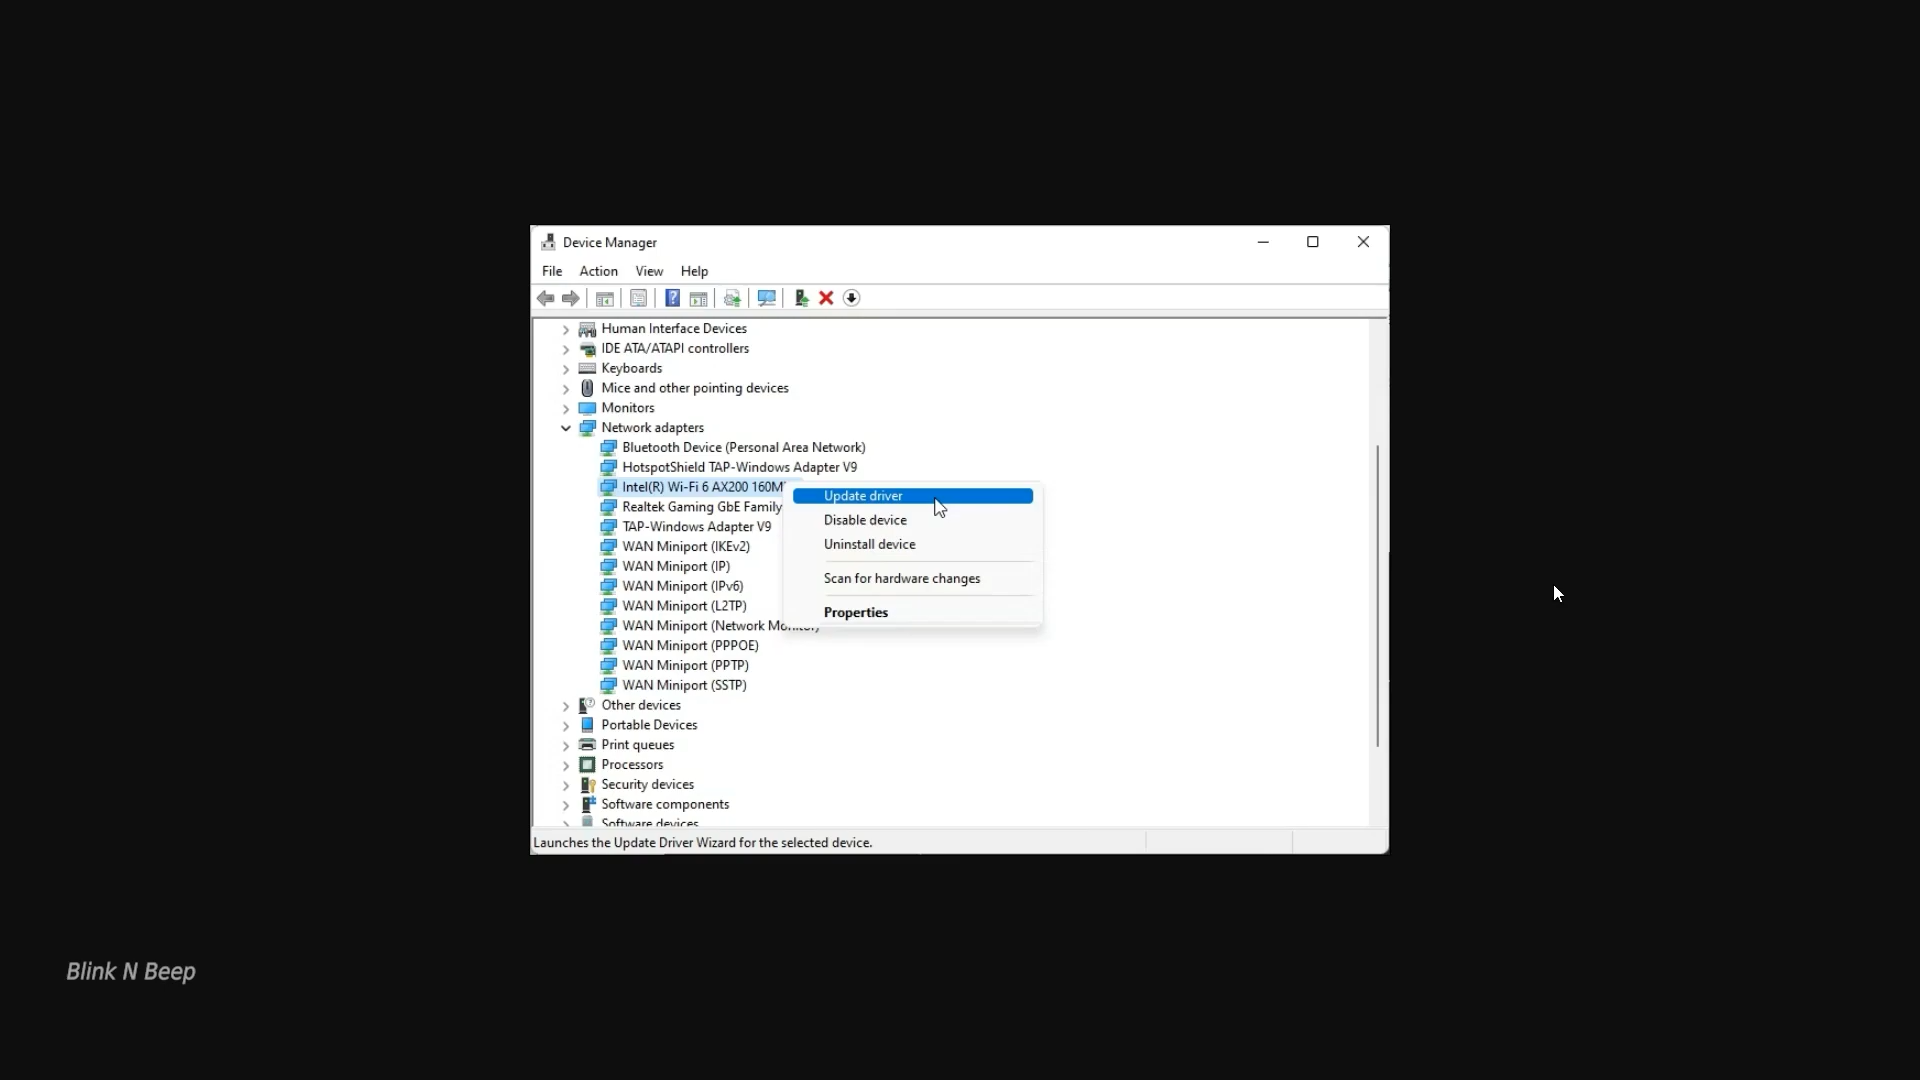 Device Manager
File Action View Help
Human Interface Devices
IDE ATA/ATAPI controllers
Keyboards
Mice and other pointing devices
Monitors
Network adapters
Bluetooth Device (Personal Area Network)
HotspotShield TAP-Windows Adapter V9
Intel(R) Wi-Fi 6 AX200 160M
Update driver
Realtek Gaming GbE Family
Disable device
TAP-Windows Adapter V9
Uninstall device
WAN Miniport (IKEv2)
WAN Miniport (IP)
Scan for hardware changes
WAN Miniport (IPv6)
WAN Miniport (L2TP)
Properties
WAN Miniport (Network Monitor)
WAN Miniport (PPPOE)
WAN Miniport (PPTP)
WAN Miniport (SSTP)
Other devices
Portable Devices
Print queues
Processors
Security devices
Software components
Software devices
Launches the Update Driver Wizard for the selected device.
Blink N Beep